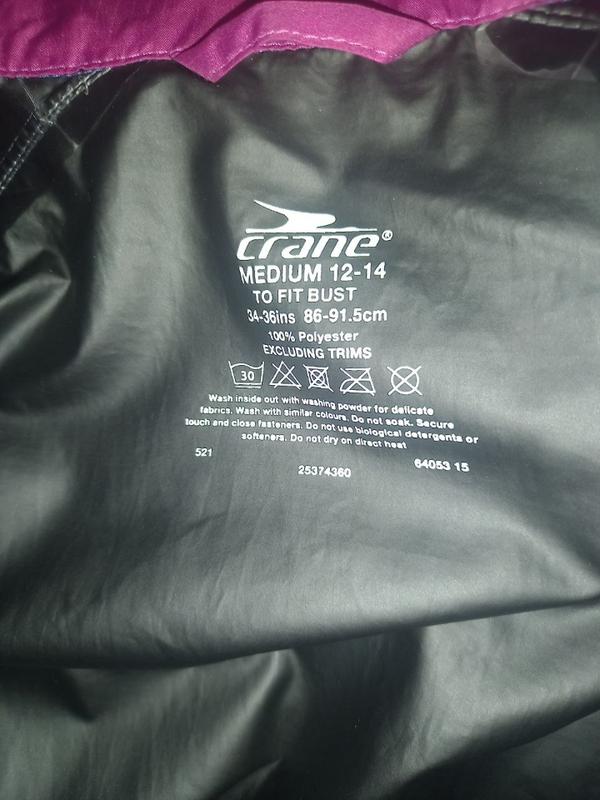 crane®
MEDIUM 12-14
TO FIT BUST
34-36ins 86-91.5cm
100% Polyester
EXCLUDING TRIMS
30
Wash inside out with washing powder for delicate
fabrics. Wash with similar colours. Do not soak. Secure
touch and close fasteners. Do not use biological detergents or
softeners. Do not dry on direct heat
521
25374360
64053 15